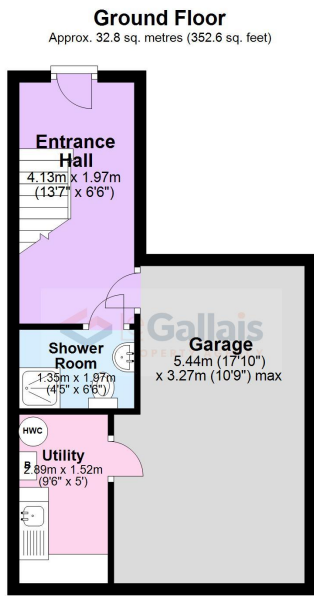 Ground Floor
Approx. 32.8 sq. metres (352.6 sq. feet)
Entrance
Hall
4.13m x 1.97m
(13'7" x 6'6")
Gallais
Garage
5.44m (17'10")
x 3.27m (10'9") max
Shower
Room
1.35m x 1.97m
(4'5" x 6'6")
HWC
Utility
B
2.89m x 1.52m
(9'6" x 5')